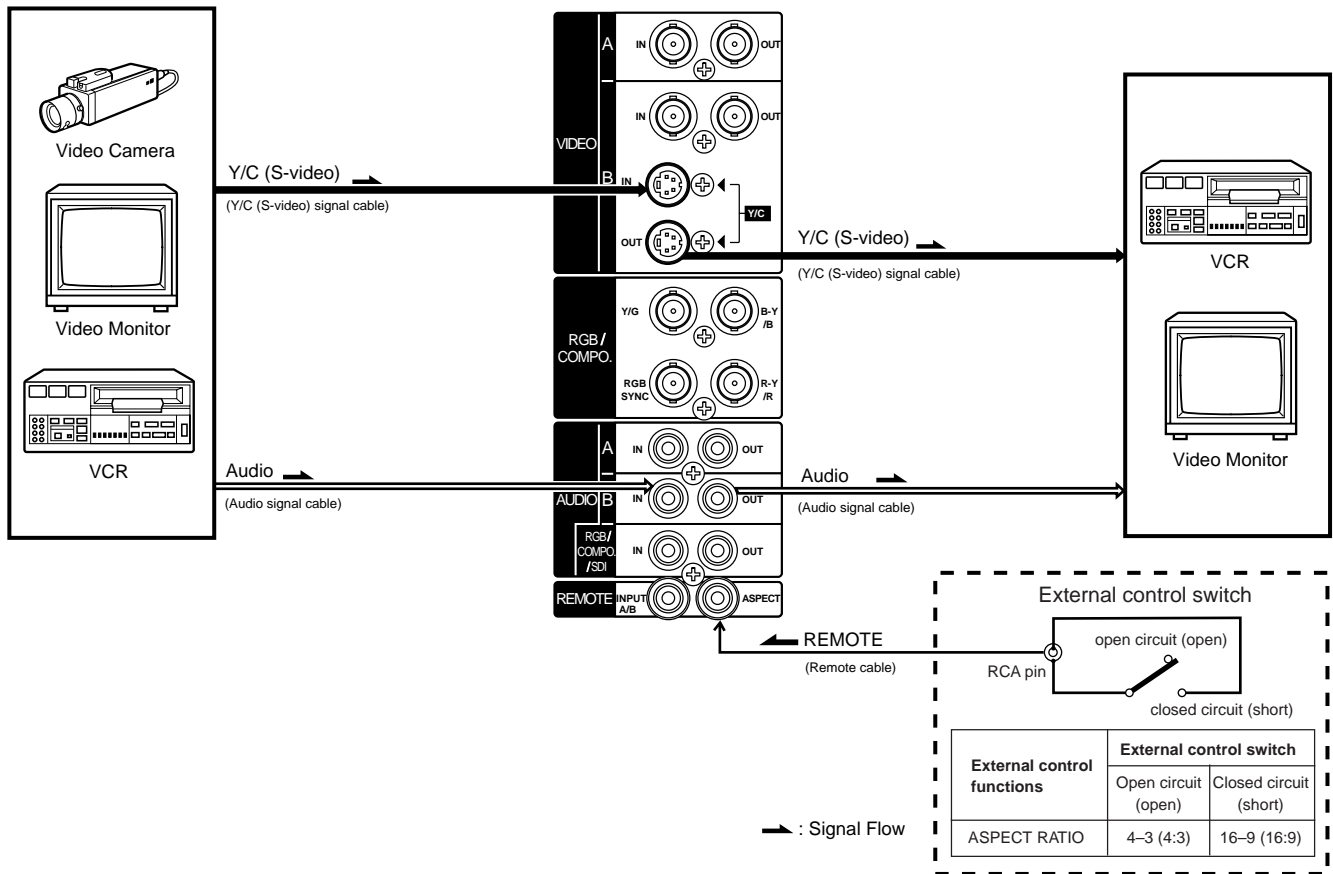 Video Camera
Video Monitor
VCR
Y/C (S-video)
(Y/C (S-video) signal cable)
Audio
(Audio signal cable)
VIDEO
A
IN
OUT
IN
OUT
B
IN
Y/C
OUT
RGB/
COMPO.
Y/G
B-Y
/B
RGB
SYNC
R-Y
/R
AUDIO
A
IN
OUT
B
IN
OUT
RGB/
COMPO.
/SDI
IN
OUT
REMOTE
INPUT
A/B
ASPECT
Y/C (S-video)
(Y/C (S-video) signal cable)
Audio
(Audio signal cable)
VCR
Video Monitor
REMOTE
(Remote cable)
External control switch
open circuit (open)
RCA pin
closed circuit (short)
External control
functions
External control switch
Open circuit
(open)
Closed circuit
(short)
ASPECT RATIO
4–3 (4:3)
16–9 (16:9)
: Signal Flow